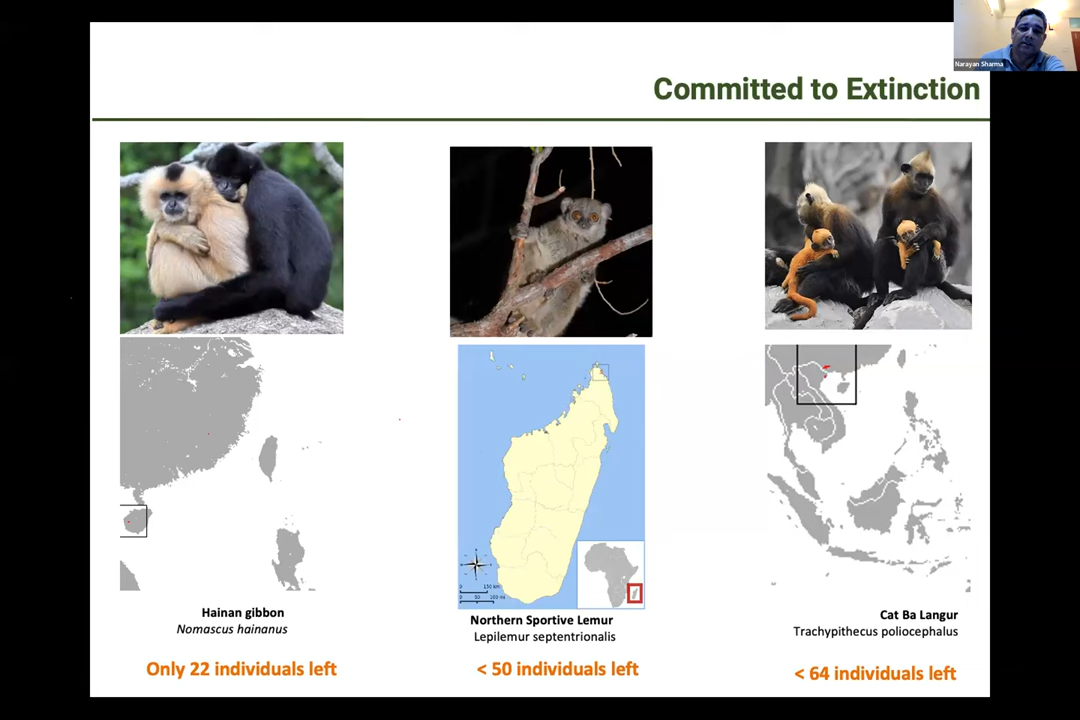 Narayan Sharma
Committed to Extinction
Hainan gibbon
Nomascus hainanus
Only 22 individuals left
Northern Sportive Lemur
Lepilemur septentrionalis
< 50 individuals left
Cat Ba Langur
Trachypithecus poliocephalus
< 64 individuals left